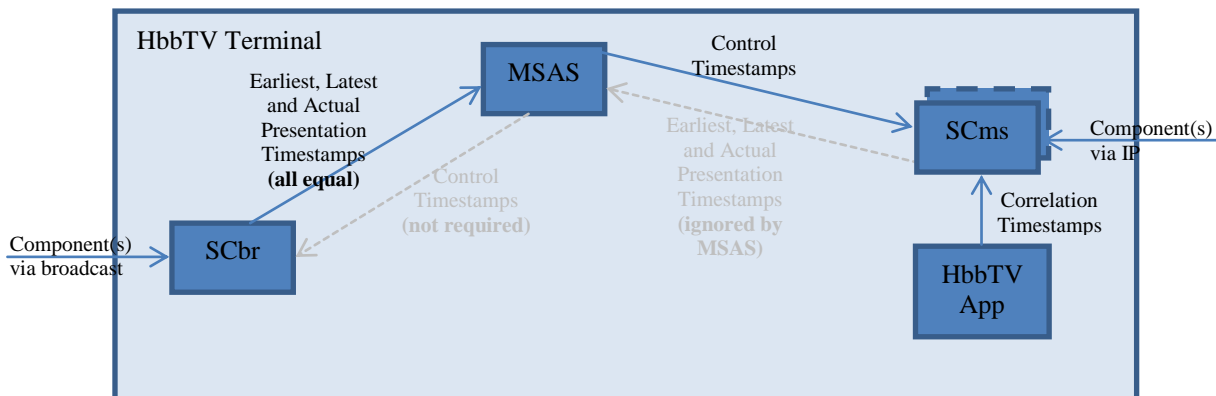 HbbTV Terminal
Earliest, Latest
and Actual
Presentation
Timestamps
(all equal)
MSAS
Control
Timestamps
Earliest, Latest
and Actual
Presentation
Timestamps
(ignored by
MSAS)
Control
Timestamps
(not required)
SCms
Component(s)
via IP
Correlation
Timestamps
Component(s)
via broadcast
SCbr
HbbTV
App